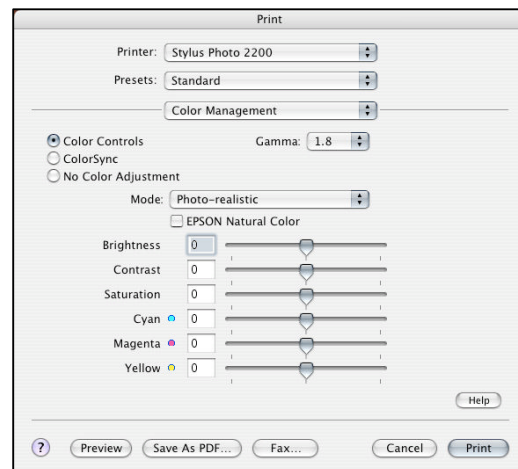 Print
Printer: Stylus Photo 2200
Presets: Standard
Color Management
Color Controls Gamma: 1.8
ColorSync
No Color Adjustment
Mode: Photo-realistic
EPSON Natural Color
Brightness 0
Contrast 0
Saturation 0
Cyan 0
Magenta 0
Yellow 0
Help
? Preview Save As PDF... Fax... Cancel Print